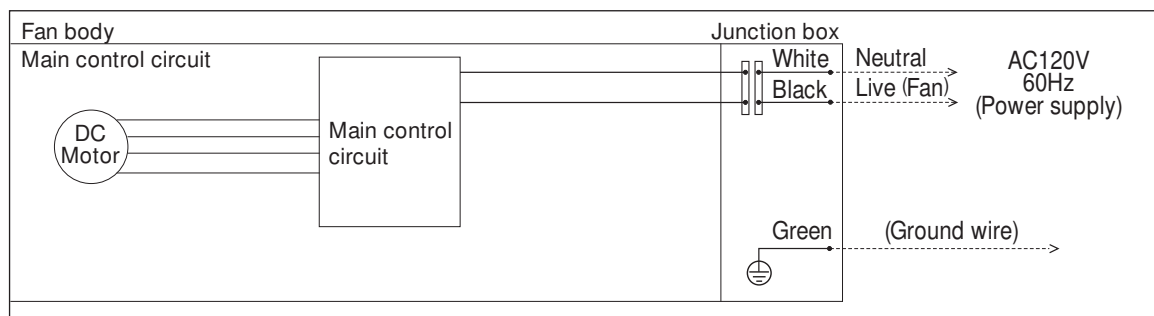 Fan body
Junction box
Main control circuit
White
Neutral
AC120V
60Hz
(Power supply)
Black
Live (Fan)
DC
Motor
Main control
circuit
Green
(Ground wire)